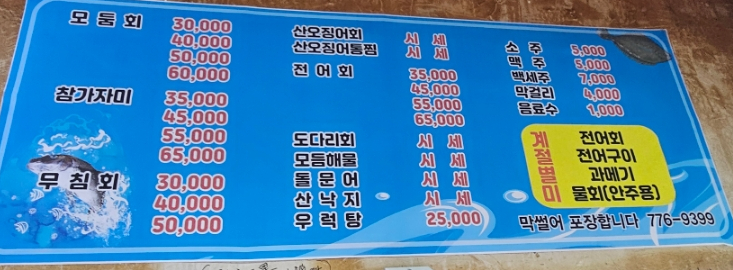 모둠회 30,000
40,000
50,000
60,000
참가자미 35,000
45,000
55,000
65,000
무침회 30,000
40,000
50,000
산오징어회 시세
산오징어통찜 시세
전어회 35,000
45,000
55,000
65,000
도다리회 시세
모듬해물 시세
돌문어 시세
산낙지 시세
우럭탕 25,000
소주 5,000
맥주 5,000
백세주 7,000
막걸리 4,000
음료수 1,000
계절별미
전어회
전어구이
과메기
물회(안주용)
막썰어 포장합니다 776-9399